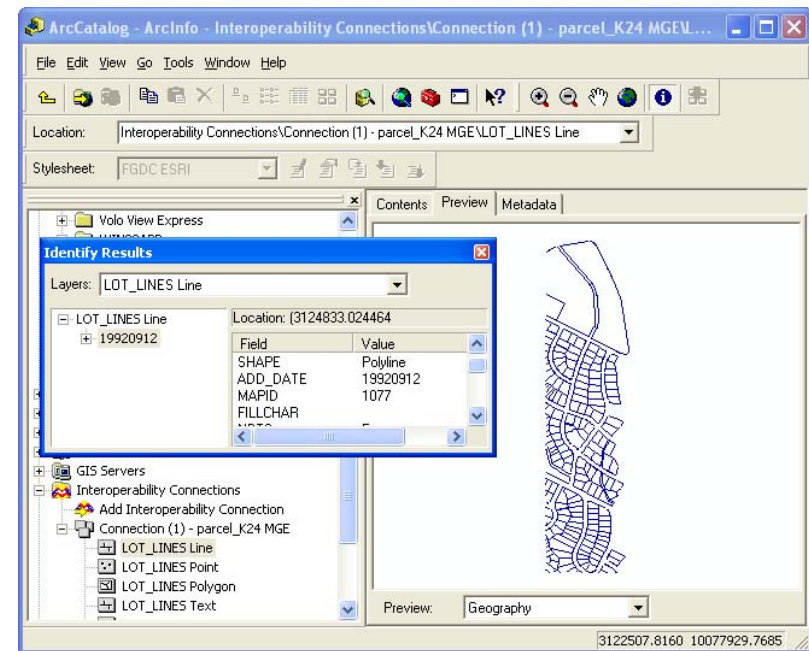 ArcCatalog - ArcInfo - Interoperability Connections\Connection (1) - parcel_K24 MGE\L...
File Edit View Go Tools Window Help
Location: Interoperability Connections\Connection (1) - parcel_K24 MGE\LOT_LINES Line
Stylesheet: FGDC ESRI
Contents Preview Metadata
Volo View Express
Identify Results
Layers: LOT_LINES Line
LOT_LINES Line
19920912
Location: (3124833.024464
Field Value
SHAPE Polyline
ADD_DATE 19920912
MAPID 1077
FILLCHAR
GIS Servers
Interoperability Connections
Add Interoperability Connection
Connection (1) - parcel_K24 MGE
LOT_LINES Line
LOT_LINES Point
LOT_LINES Polygon
LOT_LINES Text
Preview: Geography
3122507.8160 10077929.7685